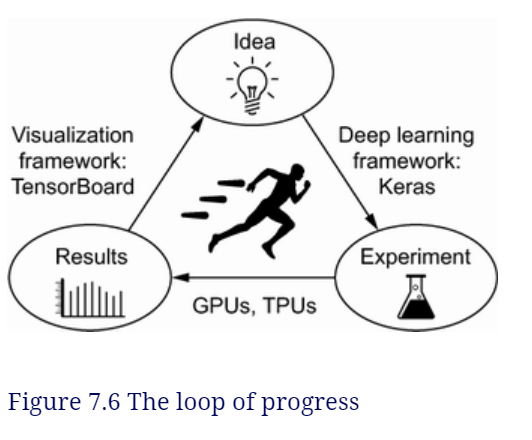 Idea
Visualization
framework:
TensorBoard
Deep learning
framework:
Keras
Results
Experiment
GPUs, TPUs
Figure 7.6 The loop of progress